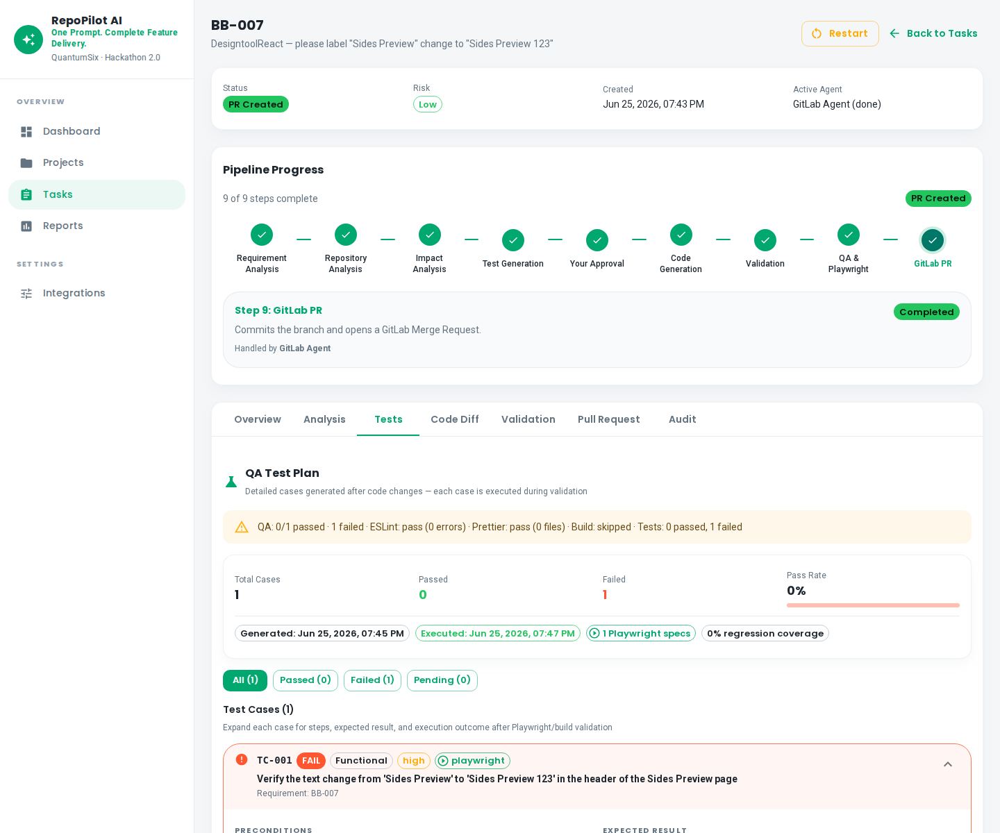 RepoPilot AI
One Prompt. Complete Feature
Delivery.
QuantumSix · Hackathon 2.0
OVERVIEW
Dashboard
Projects
Tasks
Reports
SETTINGS
Integrations
BB-007
DesigntoolReact — please label "Sides Preview" change to "Sides Preview 123"
Restart
Back to Tasks
Status
PR Created
Risk
Low
Created
Jun 25, 2026, 07:43 PM
Active Agent
GitLab Agent (done)
Pipeline Progress
9 of 9 steps complete
PR Created
Requirement
Analysis
Repository
Analysis
Impact
Analysis
Test Generation
Your Approval
Code
Generation
Validation
QA &
Playwright
GitLab PR
Step 9: GitLab PR
Completed
Commits the branch and opens a GitLab Merge Request.
Handled by GitLab Agent
Overview
Analysis
Tests
Code Diff
Validation
Pull Request
Audit
QA Test Plan
Detailed cases generated after code changes — each case is executed during validation
QA: 0/1 passed · 1 failed · ESLint: pass (0 errors) · Prettier: pass (0 files) · Build: skipped · Tests: 0 passed, 1 failed
Total Cases
1
Passed
0
Failed
1
Pass Rate
0%
Generated: Jun 25, 2026, 07:45 PM
Executed: Jun 25, 2026, 07:47 PM
1 Playwright specs
0% regression coverage
All (1)
Passed (0)
Failed (1)
Pending (0)
Test Cases (1)
Expand each case for steps, expected result, and execution outcome after Playwright/build validation
TC-001 FAIL Functional high playwright
Verify the text change from 'Sides Preview' to 'Sides Preview 123' in the header of the Sides Preview page
Requirement: BB-007
PRECONDITIONS
EXPECTED RESULT